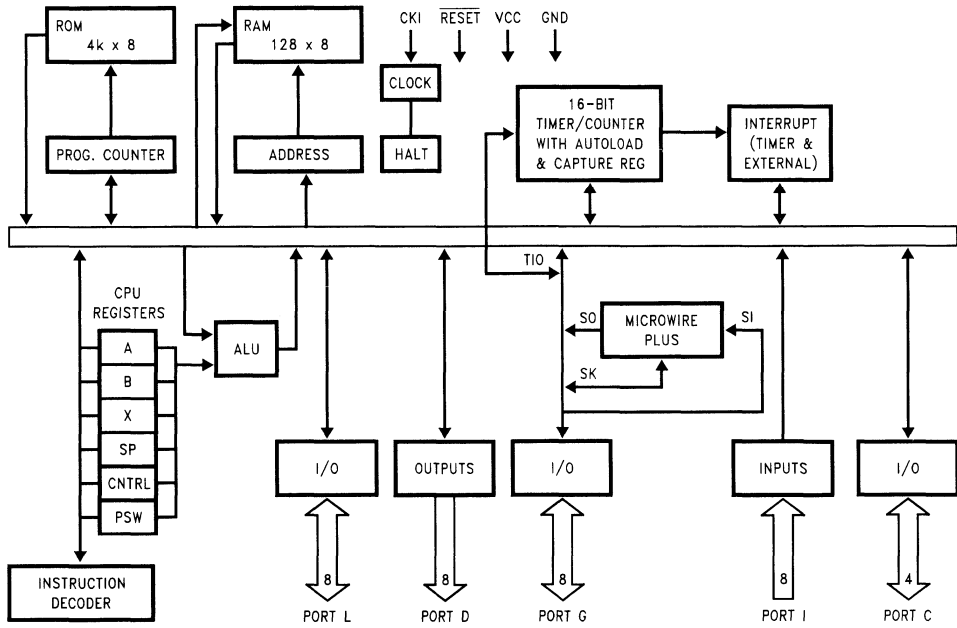 CKI
RESET
VCC
GND
ROM
4k x 8
RAM
128 x 8
CLOCK
16-BIT
TIMER/COUNTER
WITH AUTOLOAD
& CAPTURE REG
INTERRUPT
(TIMER &
EXTERNAL)
PROG. COUNTER
ADDRESS
HALT
TIO
CPU
REGISTERS
A
B
X
SP
CNTRL
PSW
ALU
SO
MICROWIRE
PLUS
SI
SK
I/O
OUTPUTS
I/O
INPUTS
I/O
INSTRUCTION
DECODER
8
8
8
8
4
PORT L
PORT D
PORT G
PORT I
PORT C